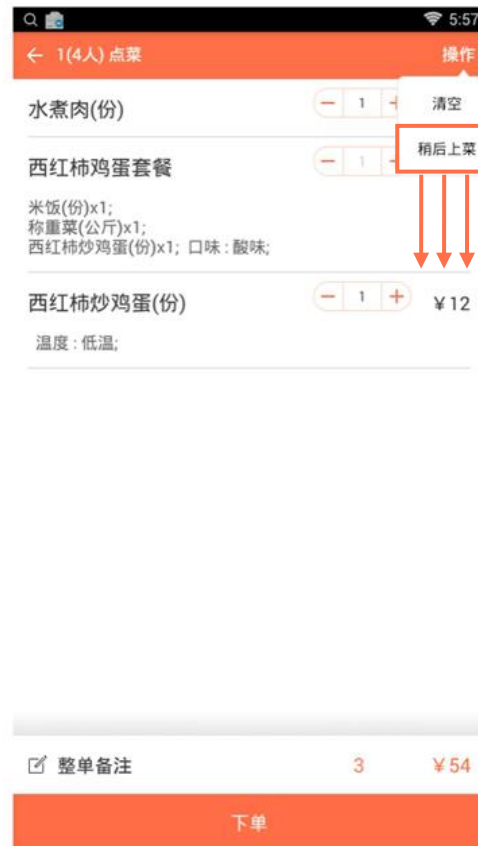 5:57
1(4人) 点菜
操作
清空
稍后上菜
水煮肉(份)
1
西红柿鸡蛋套餐
1
米饭(份)x1;
称重菜(公斤)x1;
西红柿炒鸡蛋(份)x1; 口味 : 酸味;
西红柿炒鸡蛋(份)
1
￥12
温度 : 低温;
整单备注
3
￥54
下单